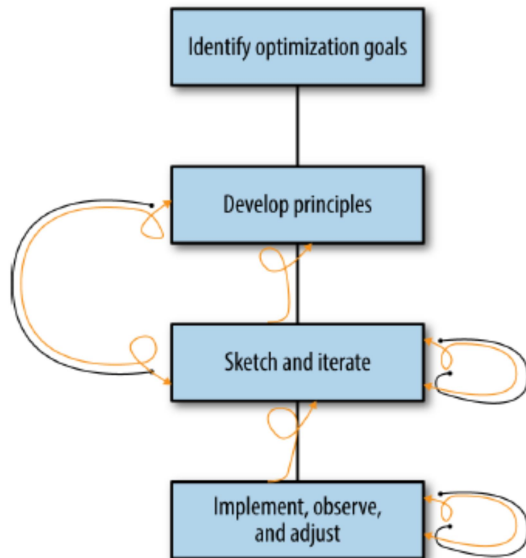 Identify optimization goals
Develop principles
Sketch and iterate
Implement, observe,
and adjust